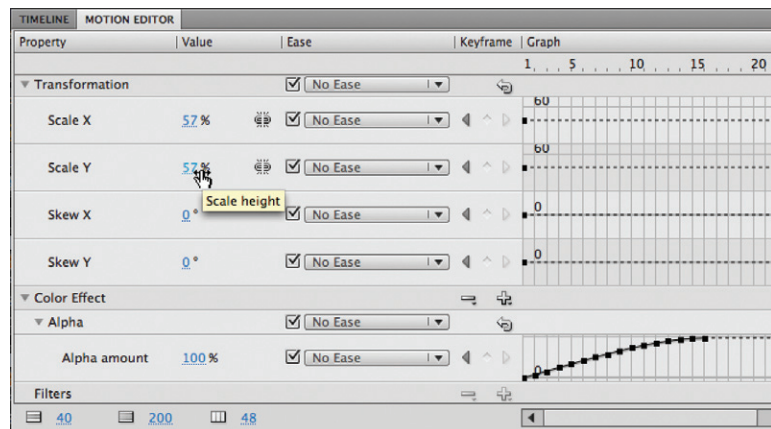 TIMELINE MOTION EDITOR
Property Value Ease Keyframe Graph
1 5 10 15 20
Transformation No Ease
60
Scale X 57 % No Ease
60
Scale Y 57 % No Ease
Scale height
0
Skew X 0 ° No Ease
0
Skew Y 0 ° No Ease
Color Effect
Alpha No Ease
Alpha amount 100 % No Ease 0
Filters
40 200 48